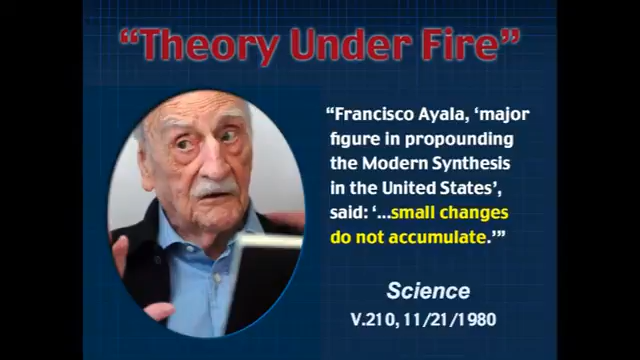 “Theory Under Fire”
“Francisco Ayala, ‘major
figure in propounding
the Modern Synthesis
in the United States’,
said: ‘...small changes
do not accumulate.’”
Science
V.210, 11/21/1980